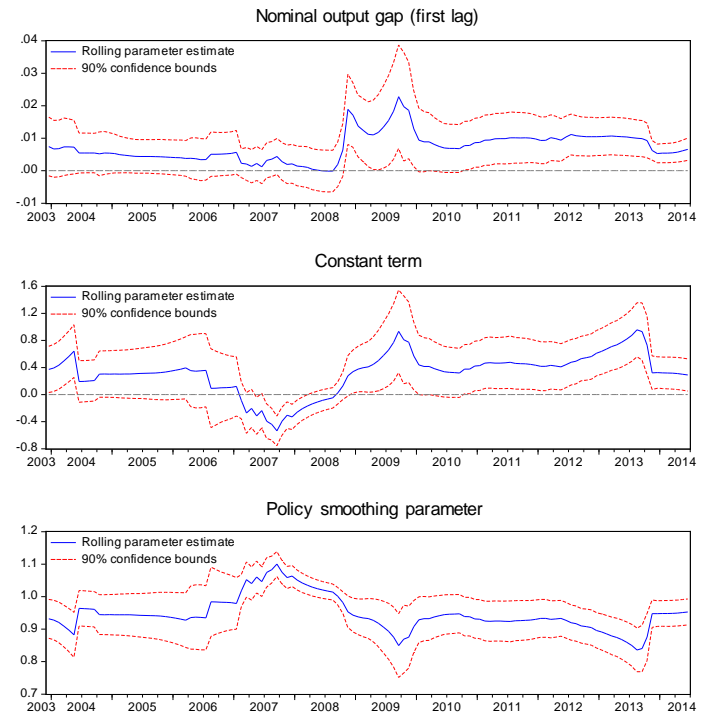 Nominal output gap (first lag)
.04
.03
.02
.01
.00
-.01
Rolling parameter estimate
90% confidence bounds
2003 2004 2005 2006 2007 2008 2009 2010 2011 2012 2013 2014
Constant term
1.6
1.2
0.8
0.4
0.0
-0.4
-0.8
Rolling parameter estimate
90% confidence bounds
2003 2004 2005 2006 2007 2008 2009 2010 2011 2012 2013 2014
Policy smoothing parameter
1.2
1.1
1.0
0.9
0.8
0.7
Rolling parameter estimate
90% confidence bounds
2003 2004 2005 2006 2007 2008 2009 2010 2011 2012 2013 2014